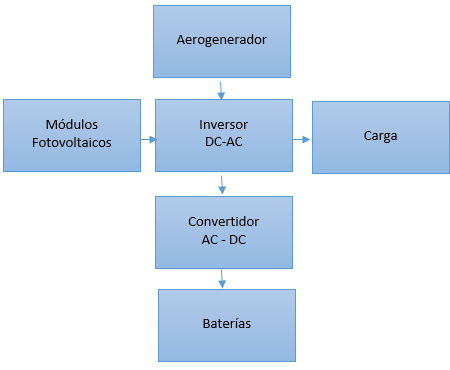 Aerogenerador
Módulos
Fotovoltaicos
Inversor
DC-AC
Carga
Convertidor
AC - DC
Baterías